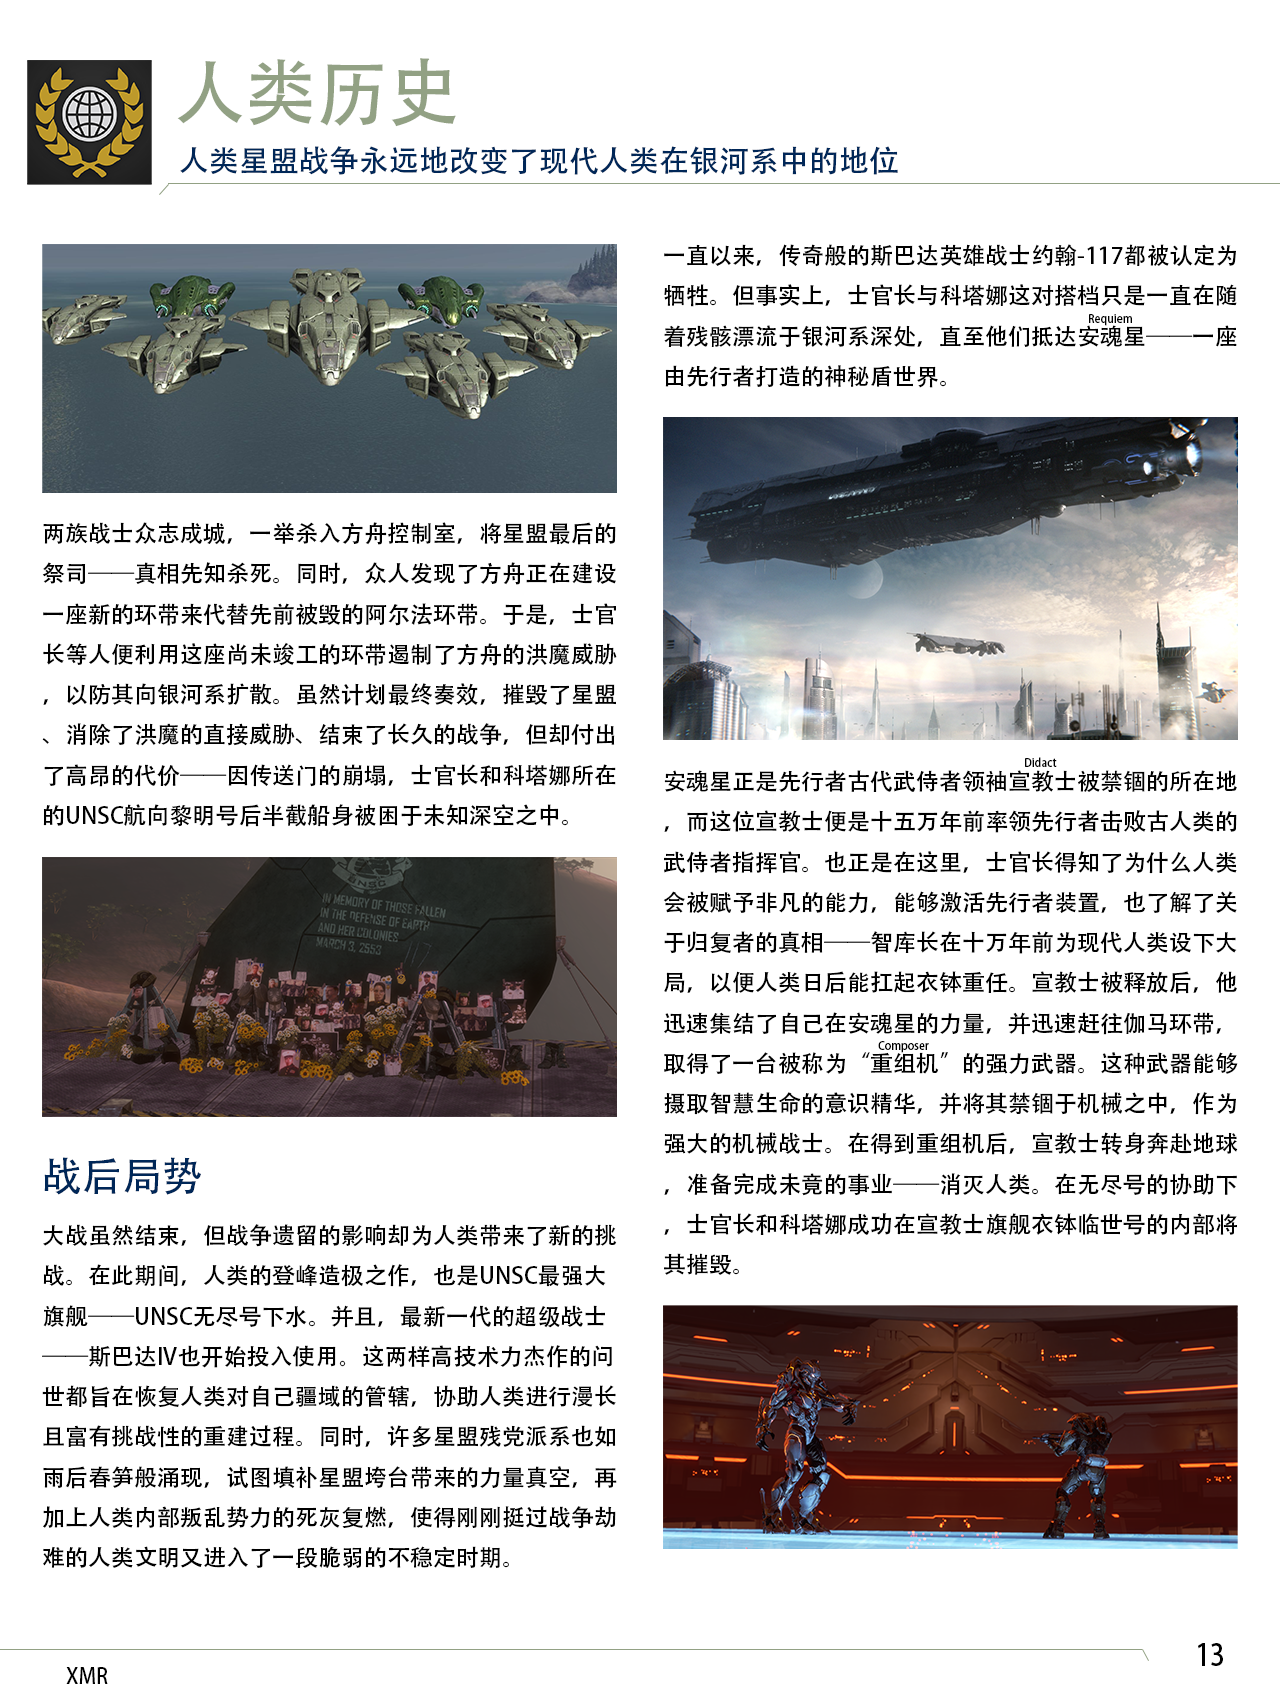 人类历史
人类星盟战争永远地改变了现代人类在银河系中的地位
两族战士众志成城，一举杀入方舟控制室，将星盟最后的
祭司——真相先知杀死。同时，众人发现了方舟正在建设
一座新的环带来代替先前被毁的阿尔法环带。于是，士官
长等人便利用这座尚未竣工的环带遏制了方舟的洪魔威胁
，以防其向银河系扩散。虽然计划最终奏效，摧毁了星盟
、消除了洪魔的直接威胁、结束了长久的战争，但却付出
了高昂的代价——因传送门的崩塌，士官长和科塔娜所在
的UNSC航向黎明号后半截船身被困于未知深空之中。
UNSC
IN MEMORY OF THOSE FALLEN
IN THE DEFENSE OF EARTH
AND HER COLONIES
MARCH 3, 2553
战后局势
大战虽然结束，但战争遗留的影响却为人类带来了新的挑
战。在此期间，人类的登峰造极之作，也是UNSC最强大
旗舰——UNSC无尽号下水。并且，最新一代的超级战士
——斯巴达IV也开始投入使用。这两样高技术力杰作的问
世都旨在恢复人类对自己疆域的管辖，协助人类进行漫长
且富有挑战性的重建过程。同时，许多星盟残党派系也如
雨后春笋般涌现，试图填补星盟垮台带来的力量真空，再
加上人类内部叛乱势力的死灰复燃，使得刚刚挺过战争劫
难的人类文明又进入了一段脆弱的不稳定时期。
一直以来，传奇般的斯巴达英雄战士约翰-117都被认定为
牺牲。但事实上，士官长与科塔娜这对搭档只是一直在随
Requiem
着残骸漂流于银河系深处，直至他们抵达安魂星——一座
由先行者打造的神秘盾世界。
Didact
安魂星正是先行者古代武侍者领袖宣教士被禁锢的所在地
，而这位宣教士便是十五万年前率领先行者击败古人类的
武侍者指挥官。也正是在这里，士官长得知了为什么人类
会被赋予非凡的能力，能够激活先行者装置，也了解了关
于归复者的真相——智库长在十万年前为现代人类设下大
局，以便人类日后能扛起衣钵重任。宣教士被释放后，他
迅速集结了自己在安魂星的力量，并迅速赶往伽马环带，
Composer
取得了一台被称为“重组机”的强力武器。这种武器能够
摄取智慧生命的意识精华，并将其禁锢于机械之中，作为
强大的机械战士。在得到重组机后，宣教士转身奔赴地球
，准备完成未竟的事业——消灭人类。在无尽号的协助下
，士官长和科塔娜成功在宣教士旗舰衣钵临世号的内部将
其摧毁。
13
XMR